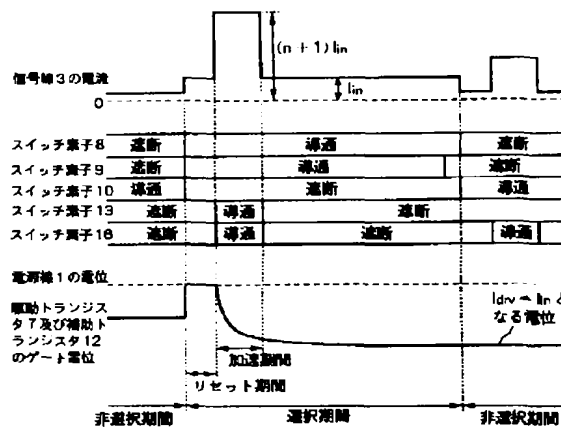 (n+1)Iin
信号線3の電流
Iin
0
スイッチ素子8 遮断 導通 遮断
スイッチ素子9 遮断 導通 遮断
スイッチ素子10 導通 遮断 導通
スイッチ素子13 遮断 導通 遮断
スイッチ素子16 遮断 導通 遮断 導通
電源線1の電位
駆動トランジス
タ7及び補助ト
ランジスタ12
のゲート電位
Idrv = Iin と
なる電位
加速期間
リセット期間
非選択期間 選択期間 非選択期間